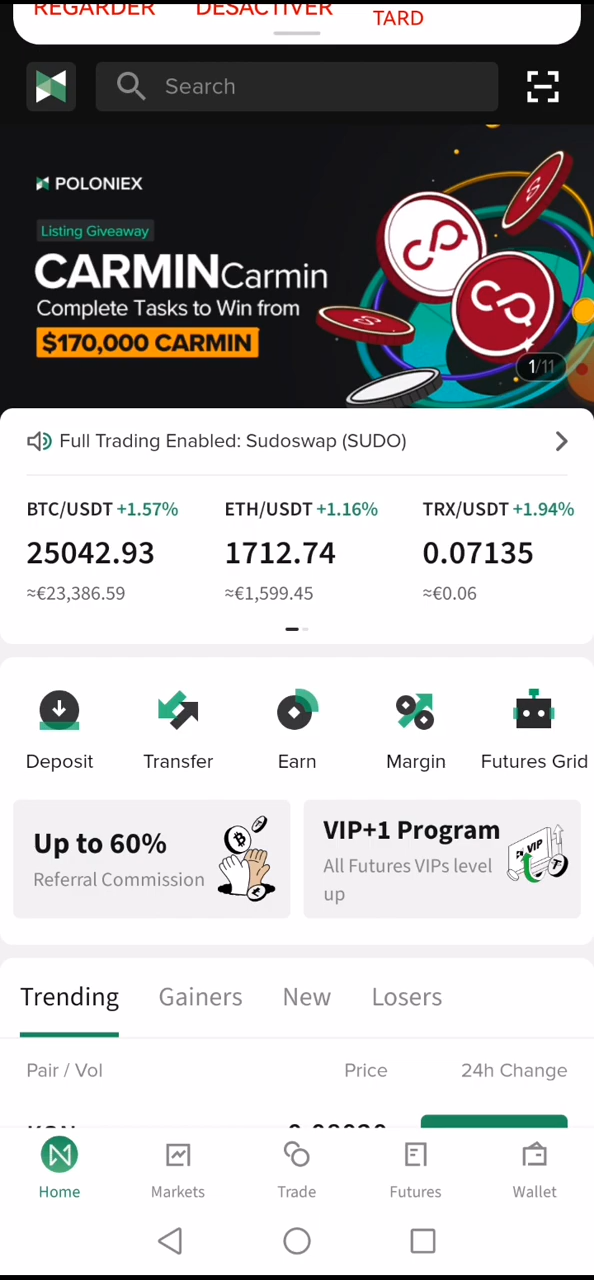 REGARDER DESACTIVER TARD
Search
POLONIEX
Listing Giveaway
CARMIN Carmin
Complete Tasks to Win from
$170,000 CARMIN
1/11
Full Trading Enabled: Sudoswap (SUDO)
BTC/USDT +1.57% ETH/USDT +1.16% TRX/USDT +1.94%
25042.93 1712.74 0.07135
≈€23,386.59 ≈€1,599.45 ≈€0.06
Deposit Transfer Earn Margin Futures Grid
Up to 60%
Referral Commission
VIP+1 Program
All Futures VIPs level
up
VIP
Trending Gainers New Losers
Pair / Vol Price 24h Change
Home Markets Trade Futures Wallet